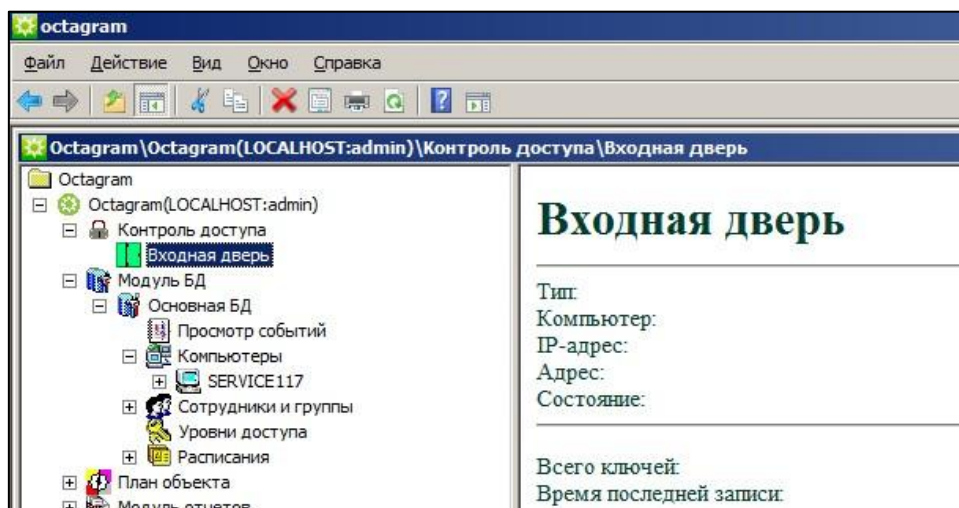 octagram
Файл Действие Вид Окно Справка
Octagram\Octagram(LOCALHOST:admin)\Контроль доступа\Входная дверь
Octagram
Octagram(LOCALHOST:admin)
Контроль доступа
Входная дверь
Модуль БД
Основная БД
Просмотр событий
Компьютеры
SERVICE117
Сотрудники и группы
Уровни доступа
Расписания
План объекта
Модуль отчетов
Входная дверь
Тип:
Компьютер:
IP-адрес:
Адрес:
Состояние:
Всего ключей:
Время последней записи: